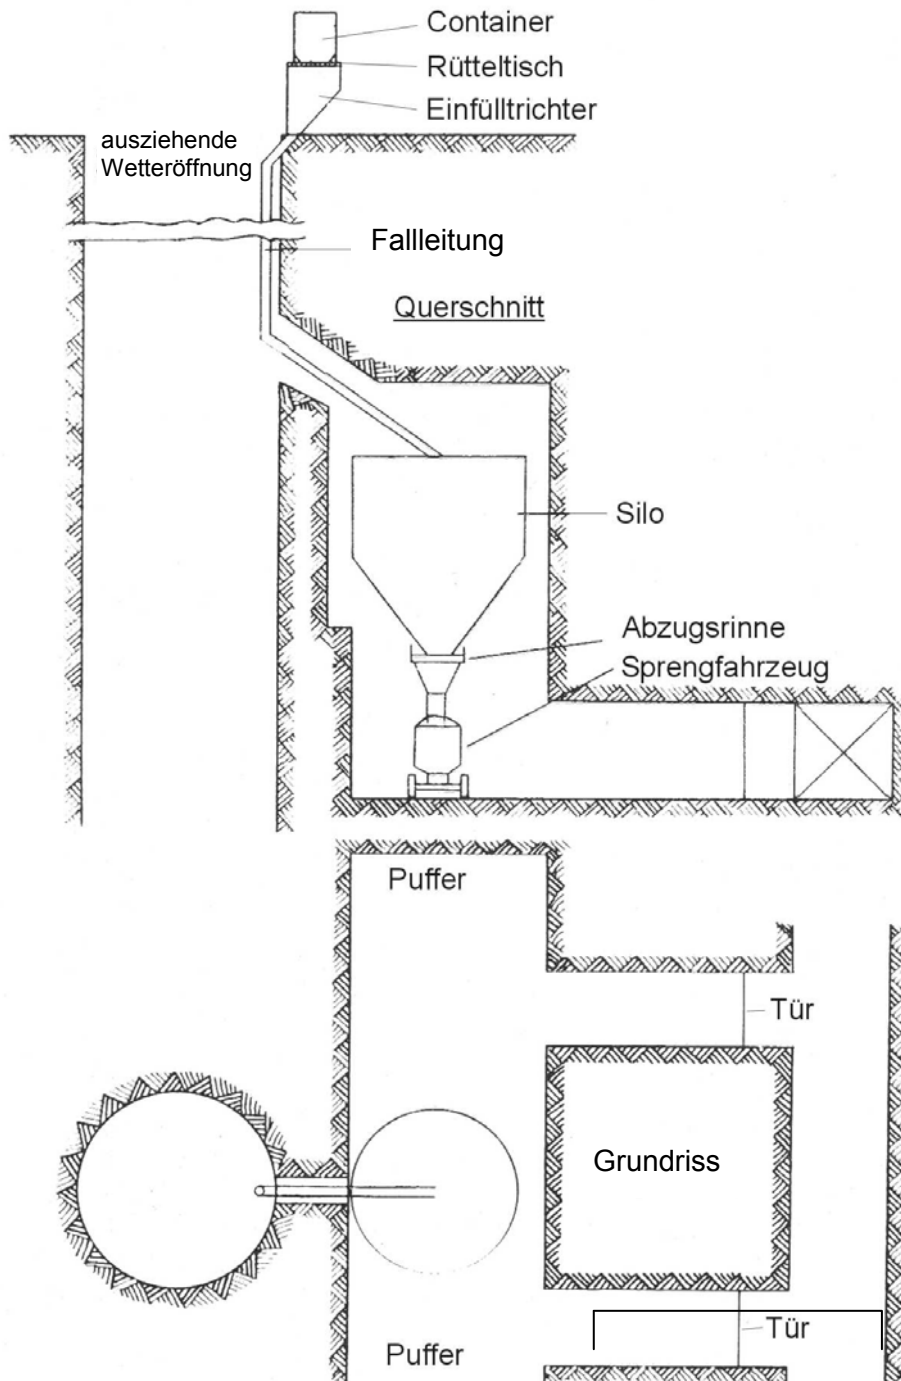 Container
Rütteltisch
Einfülltrichter
ausziehende
Wetteröffnung
Fallleitung
Querschnitt
Silo
Abzugsrinne
Sprengfahrzeug
Puffer
Tür
Grundriss
Tür
Puffer